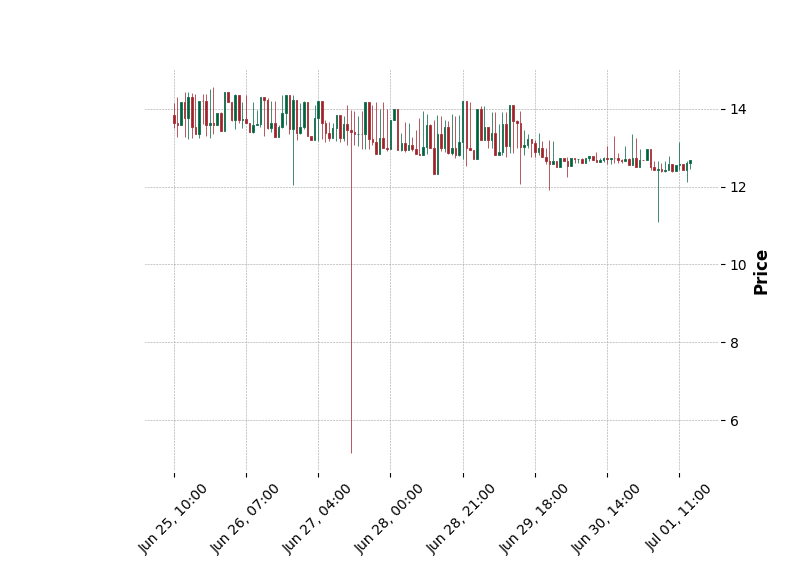 14
12
10
8
6
Price
Jun 25, 10:00
Jun 26, 07:00
Jun 27, 04:00
Jun 28, 00:00
Jun 28, 21:00
Jun 29, 18:00
Jun 30, 14:00
Jul 01, 11:00